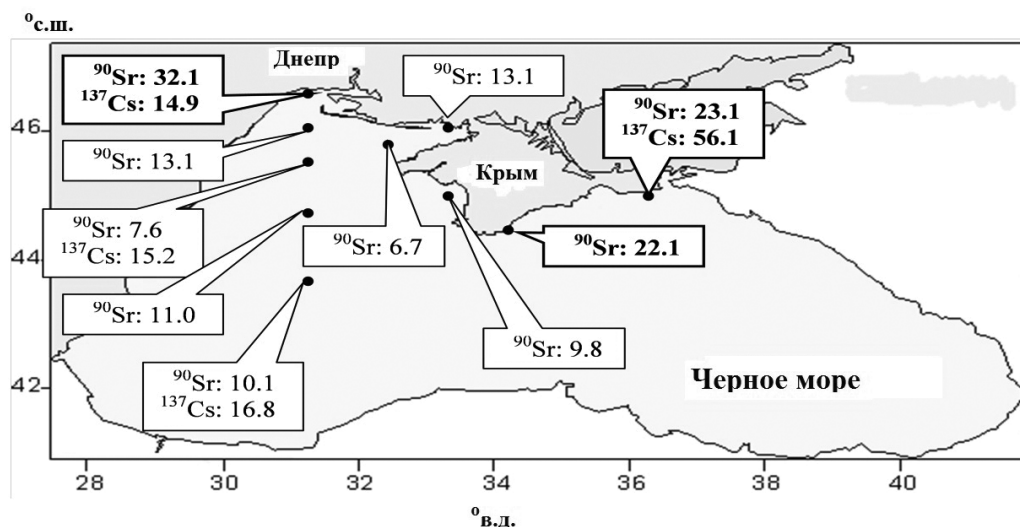 °с.ш.
Днепр
⁹⁰Sr: 32.1
¹³⁷Cs: 14.9
⁹⁰Sr: 13.1
⁹⁰Sr: 23.1
¹³⁷Cs: 56.1
46
⁹⁰Sr: 13.1
Крым
⁹⁰Sr: 7.6
¹³⁷Cs: 15.2
⁹⁰Sr: 6.7
⁹⁰Sr: 22.1
44
⁹⁰Sr: 11.0
⁹⁰Sr: 9.8
⁹⁰Sr: 10.1
¹³⁷Cs: 16.8
42
Черное море
28 30 32 34 36 38 40
°в.д.